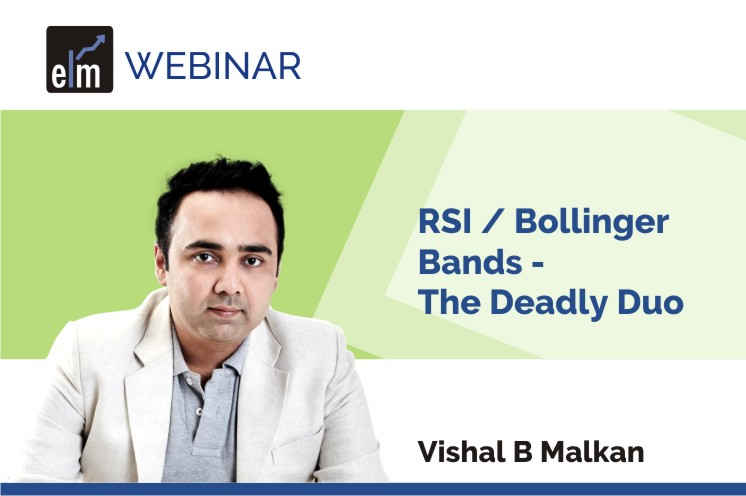 elm WEBINAR
RSI / Bollinger
Bands -
The Deadly Duo
Vishal B Malkan